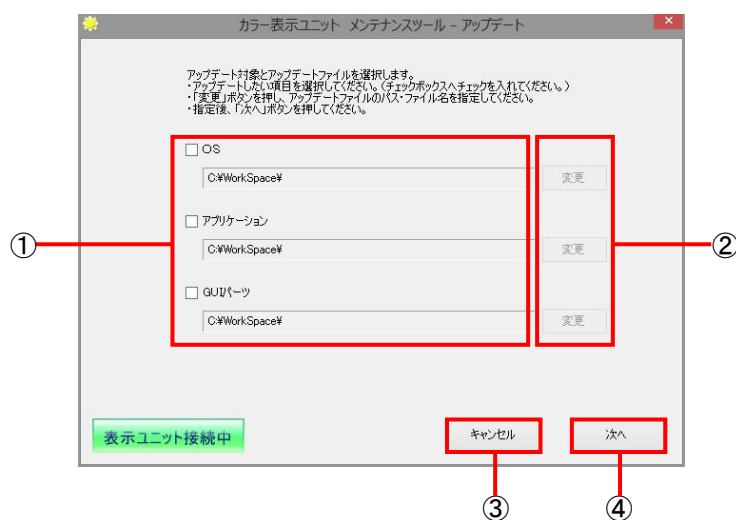 カラー表示ユニット メンテナンスツール - アップデート
×
アップデート対象とアップデートファイルを選択します。
・アップデートしたい項目を選択してください。（チェックボックスへチェックを入れてください。）
・「変更」ボタンを押し、アップデートファイルのパス・ファイル名を指定してください。
・指定後、「次へ」ボタンを押してください。
OS
C:¥WorkSpace¥
変更
アプリケーション
C:¥WorkSpace¥
変更
①
②
GUIパーツ
C:¥WorkSpace¥
変更
表示ユニット接続中
キャンセル
次へ
③
④